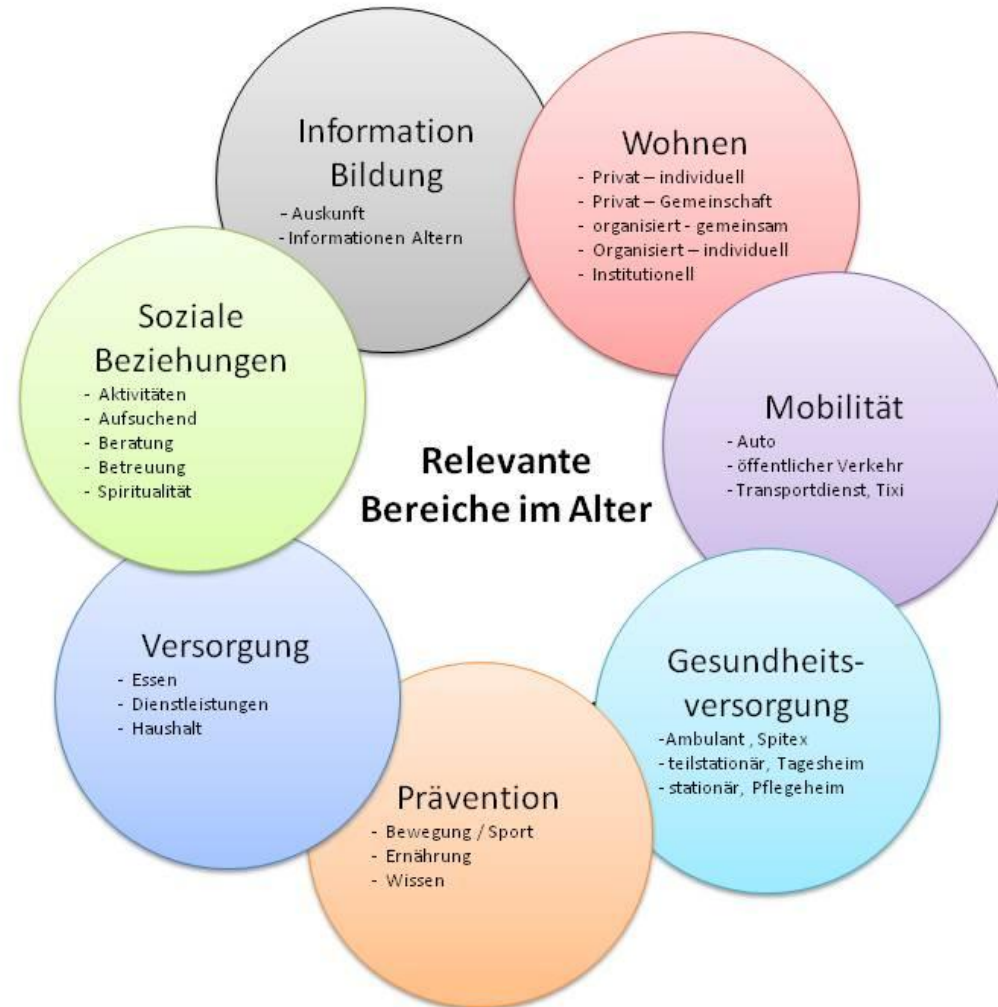 Information
Bildung
- Auskunft
- Informationen Altern
Wohnen
- Privat – individuell
- Privat – Gemeinschaft
- organisiert - gemeinsam
- Organisiert – individuell
- Institutionell
Mobilität
- Auto
- öffentlicher Verkehr
- Transportdienst, Tixi
Gesundheits-
versorgung
-Ambulant , Spitex
- teilstationär, Tagesheim
- stationär, Pflegeheim
Prävention
- Bewegung / Sport
- Ernährung
- Wissen
Versorgung
- Essen
- Dienstleistungen
- Haushalt
Soziale
Beziehungen
- Aktivitäten
- Aufsuchend
- Beratung
- Betreuung
- Spiritualität
Relevante
Bereiche im Alter